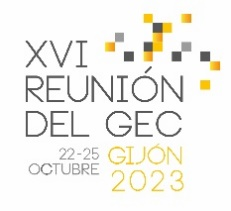 XVI
REUNIÓN
DEL GEC
22-25 GIJÓN
OCTUBRE 2023